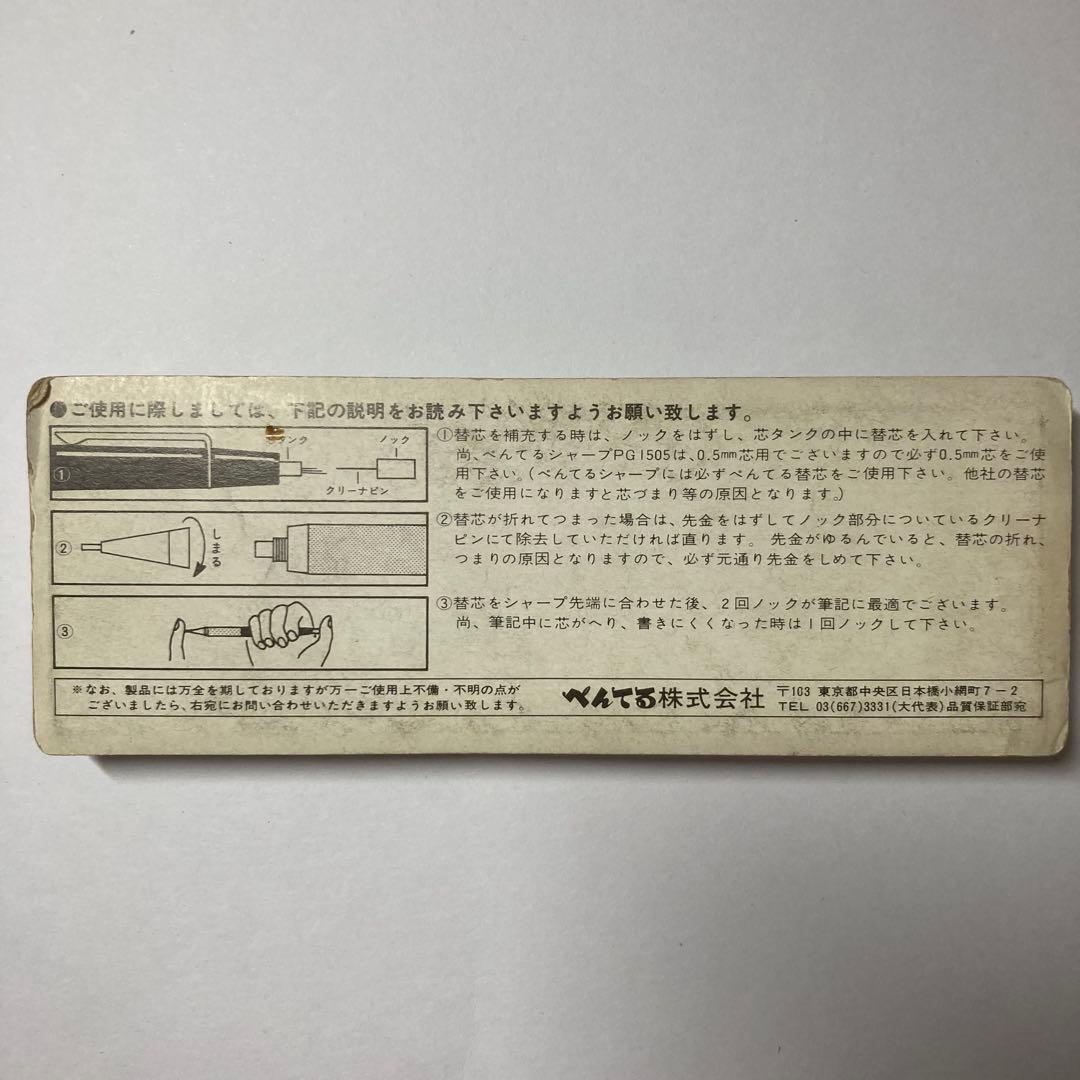 ●ご使用に際しましては、下記の説明をお読み下さいますようお願い致します。
①
タンク
ノック
クリーナピン
①替芯を補充する時は、ノックをはずし、芯タンクの中に替芯を入れて下さい。
尚、ぺんてるシャープPG1505は、0.5mm芯用でございますので必ず0.5mm芯をご使
用下さい。(ぺんてるシャープには必ずぺんてる替芯をご使用下さい。他社の替芯
をご使用になりますと芯づまり等の原因となります。)
②
しまる
②替芯が折れてつまった場合は、先金をはずしてノック部分についているクリーナ
ピンにて除去していただければ直ります。先金がゆるんでいると、替芯の折れ、
つまりの原因となりますので、必ず元通り先金をしめて下さい。
③
③替芯をシャープ先端に合わせた後、2回ノックが筆記に最適でございます。
尚、筆記中に芯がへり、書きにくくなった時は1回ノックして下さい。
※なお、製品には万全を期しておりますが万一ご使用上不備・不明の点が
ございましたら、右宛にお問い合わせいただきますようお願い致します。
ぺんてる株式会社
〒103 東京都中央区日本橋小網町7-2
TEL 03(667)3331(大代表)品質保証部宛